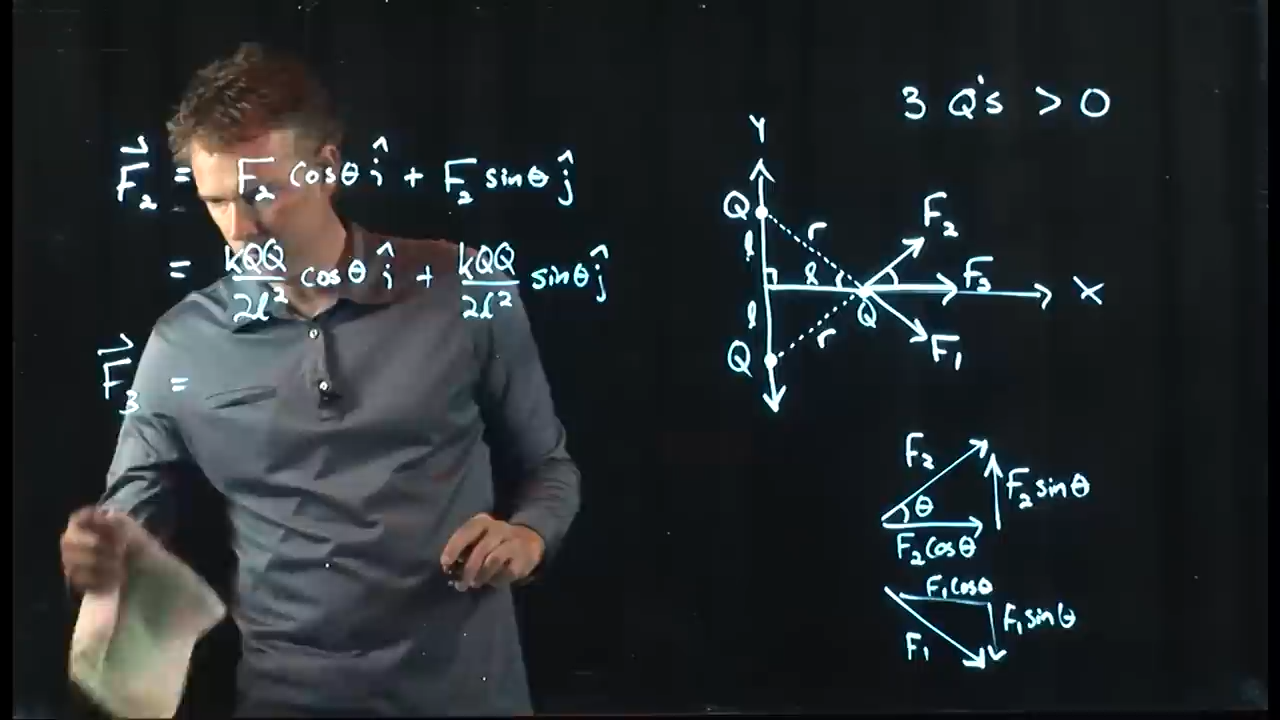 3 Q's > 0
F⃗₂ = F₂ cosθ î + F₂ sinθ ĵ
= kQQ/2l² cosθ î + kQQ/2l² sinθ ĵ
F⃗₃ =
Y
Q
r
F₂
l
l
F₃
X
Q
l
Q
r
F₁
F₂
θ
F₂ sinθ
F₂ cosθ
F₁ cosθ
F₁ sinθ
F₁